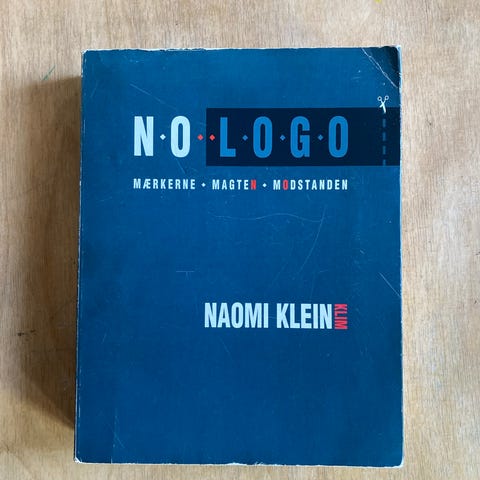 N·O··L·O·G·O
MÆRKERNE · MAGTEN · MODSTANDEN
NAOMI KLEIN KLIM